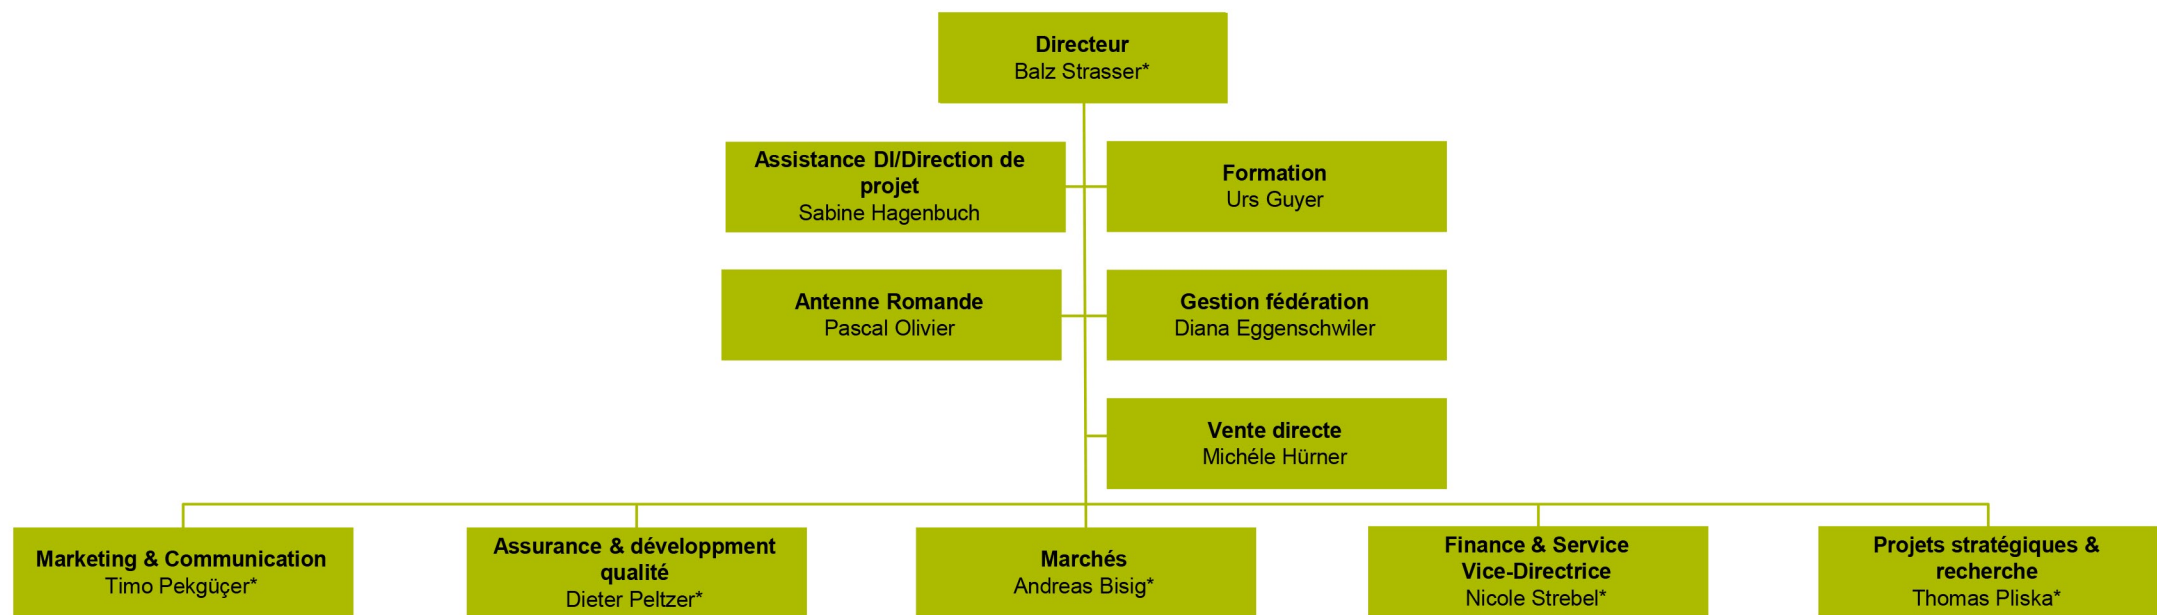 Directeur
Balz Strasser*
Assistance DI/Direction de
projet
Sabine Hagenbuch
Formation
Urs Guyer
Antenne Romande
Pascal Olivier
Gestion fédération
Diana Eggenschwiler
Vente directe
Michéle Hürner
Marketing & Communication
Timo Pekgüçer*
Assurance & développment
qualité
Dieter Peltzer*
Marchés
Andreas Bisig*
Finance & Service
Vice-Directrice
Nicole Strebel*
Projets stratégiques &
recherche
Thomas Pliska*